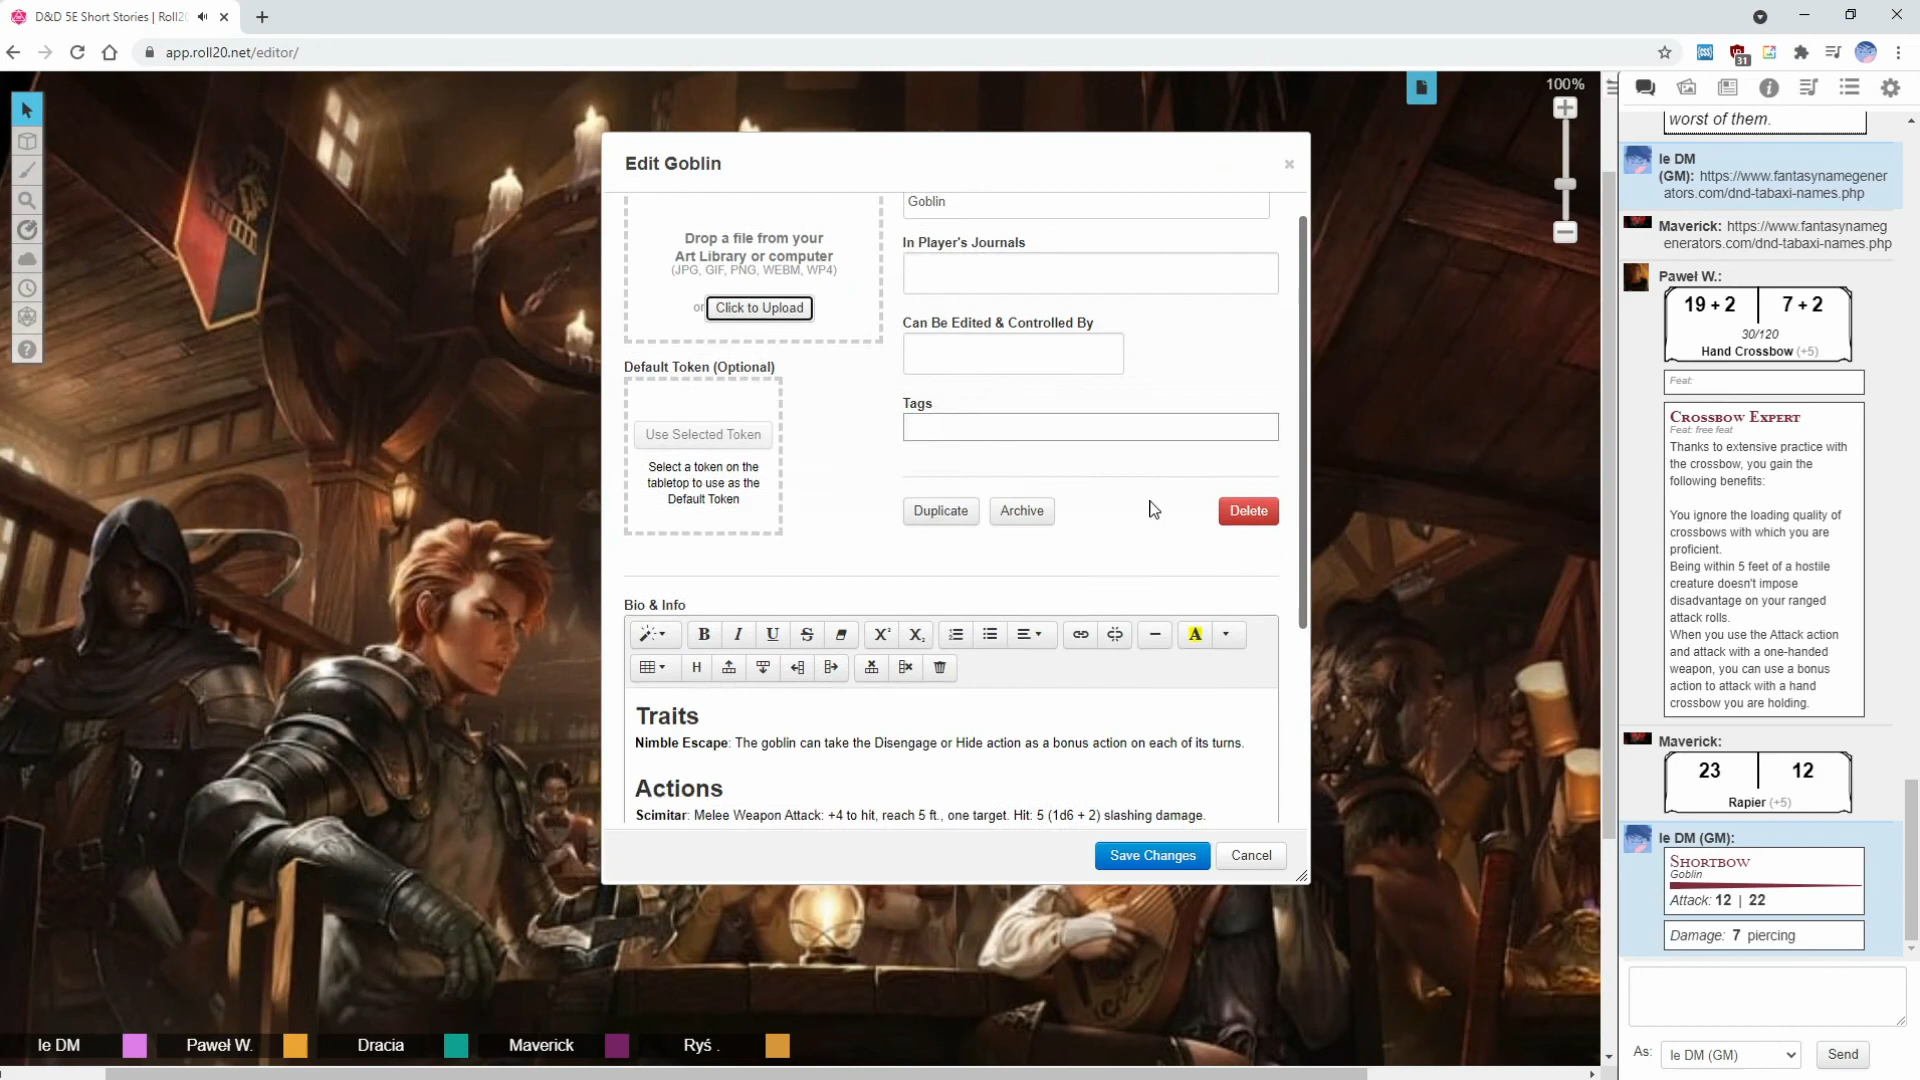 D&D 5E Short Stories | Roll20
app.roll20.net/editor/
31
100%
Edit Goblin
Goblin
Drop a file from your
Art Library or computer
(JPG, GIF, PNG, WEBM, WP4)
or Click to Upload
Default Token (Optional)
Use Selected Token
Select a token on the
tabletop to use as the
Default Token
In Player's Journals
Can Be Edited & Controlled By
Tags
Duplicate
Archive
Delete
Bio & Info
B I U S X² X₂ A
H
Traits
Nimble Escape: The goblin can take the Disengage or Hide action as a bonus action on each of its turns.
Actions
Scimitar: Melee Weapon Attack: +4 to hit, reach 5 ft., one target. Hit: 5 (1d6 + 2) slashing damage.
Save Changes
Cancel
worst of them.
le DM
(GM): https://www.fantasynamegener
ators.com/dnd-tabaxi-names.php
Maverick: https://www.fantasynameg
enerators.com/dnd-tabaxi-names.php
Paweł W.:
19 + 2 7 + 2
30/120
Hand Crossbow (+5)
Feat:
Crossbow Expert
Feat: free feat
Thanks to extensive practice with
the crossbow, you gain the
following benefits:
You ignore the loading quality of
crossbows with which you are
proficient.
Being within 5 feet of a hostile
creature doesn't impose
disadvantage on your ranged
attack rolls.
When you use the Attack action
and attack with a one-handed
weapon, you can use a bonus
action to attack with a hand
crossbow you are holding.
Maverick:
23 12
Rapier (+5)
le DM (GM):
Shortbow
Goblin
Attack: 12 | 22
Damage: 7 piercing
As: le DM (GM)
Send
le DM
Paweł W.
Dracia
Maverick
Ryś .